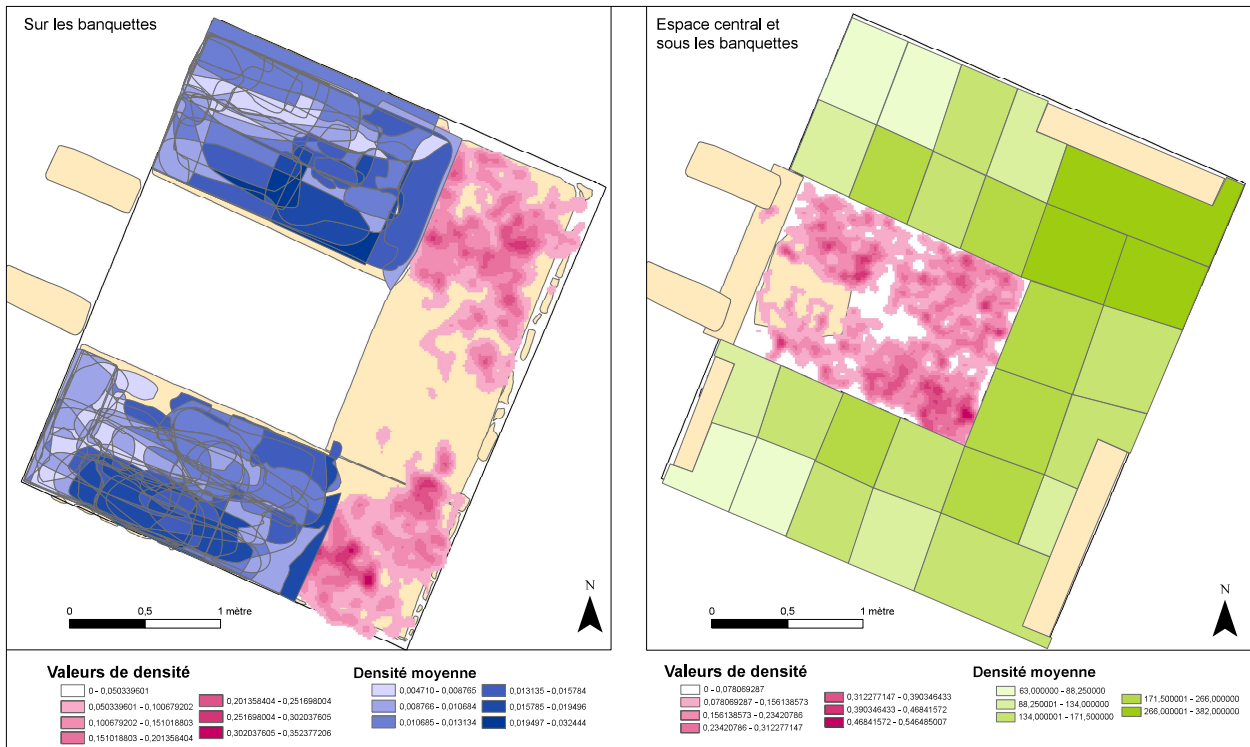 Sur les banquettes
N
0 0,5 1 mètre
Valeurs de densité
0 - 0,050339601
0,050339601 - 0,100679202
0,100679202 - 0,151018803
0,151018803 - 0,201358404
0,201358404 - 0,251698004
0,251698004 - 0,302037605
0,302037605 - 0,352377206
Densité moyenne
0,004710 - 0,008765
0,008766 - 0,010684
0,010685 - 0,013134
0,013135 - 0,015784
0,015785 - 0,019496
0,019497 - 0,032444
Espace central et
sous les banquettes
N
0 0,5 1 mètre
Valeurs de densité
0 - 0,078069287
0,078069287 - 0,156138573
0,156138573 - 0,23420786
0,23420786 - 0,312277147
0,312277147 - 0,390346433
0,390346433 - 0,46841572
0,46841572 - 0,546485007
Densité moyenne
63,000000 - 88,250000
88,250001 - 134,000000
134,000001 - 171,500000
171,500001 - 266,000000
266,000001 - 382,000000